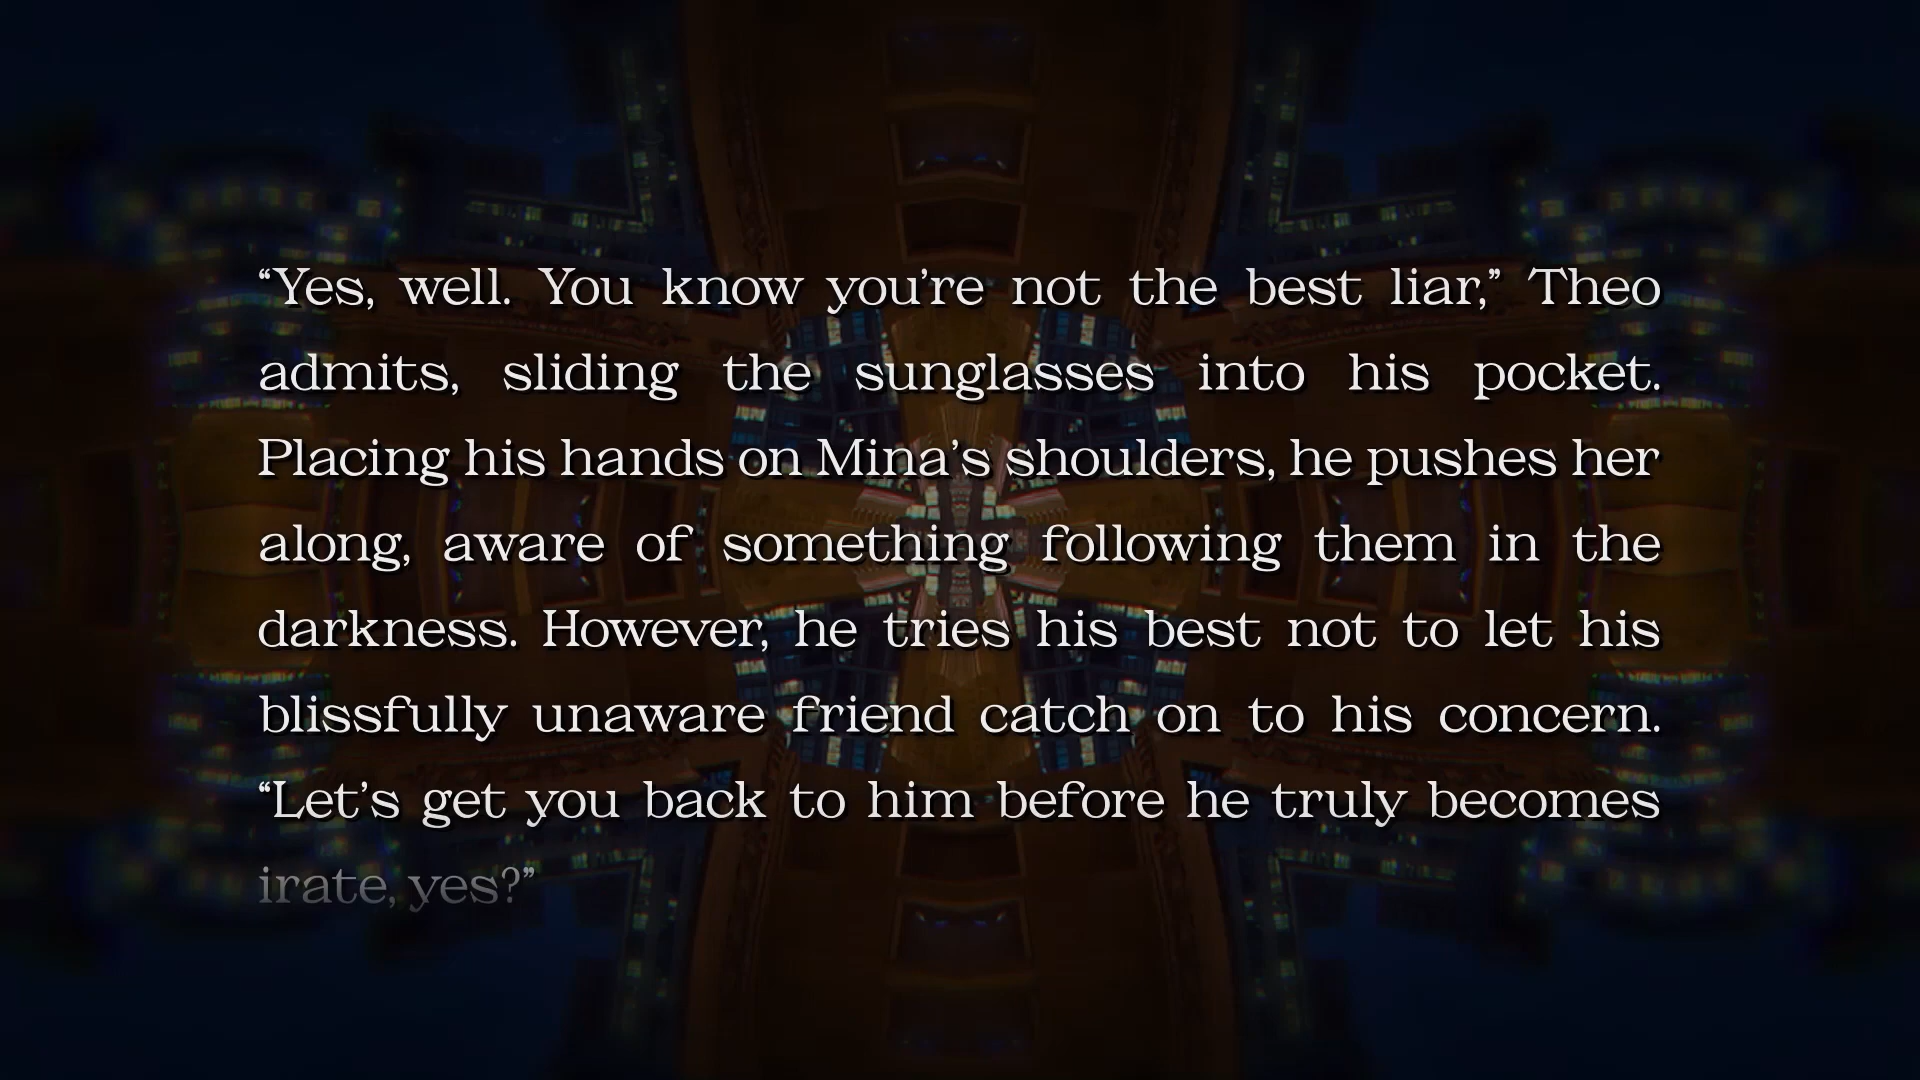 “Yes, well. You know you’re not the best liar,” Theo
admits, sliding the sunglasses into his pocket.
Placing his hands on Mina’s shoulders, he pushes her
along, aware of something following them in the
darkness. However, he tries his best not to let his
blissfully unaware friend catch on to his concern.
“Let’s get you back to him before he truly becomes
irate, yes?”